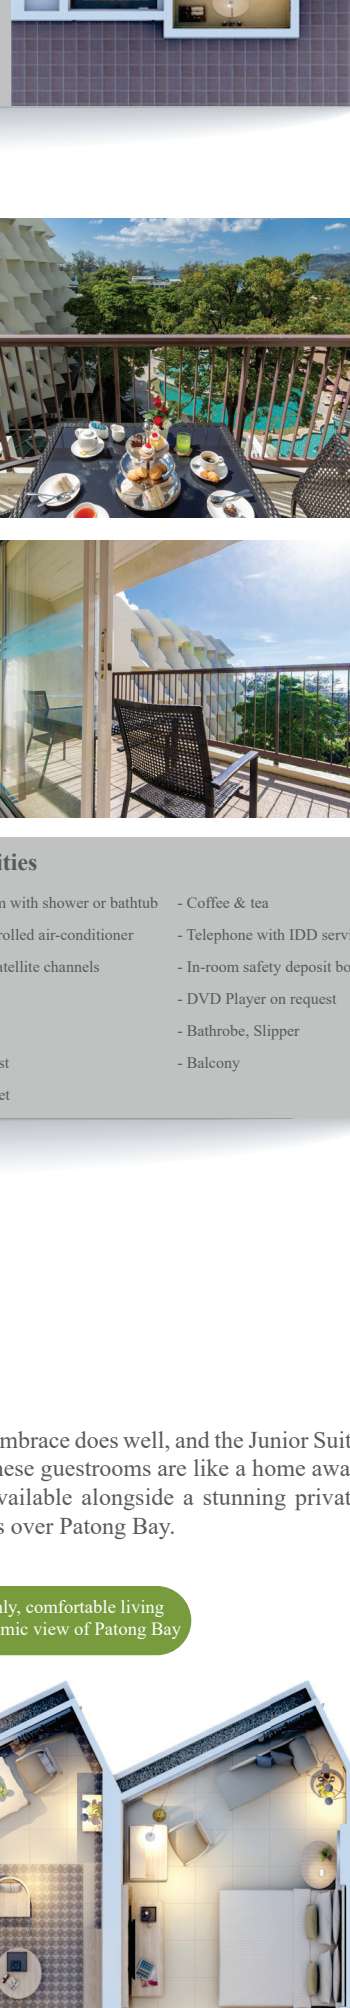 ities
m with shower or bathtub
rolled air-conditioner
atellite channels
st
et
- Coffee & tea
- Telephone with IDD servi
- In-room safety deposit bo
- DVD Player on request
- Bathrobe, Slipper
- Balcony
mbrace does well, and the Junior Suit
hese guestrooms are like a home awa
vailable alongside a stunning privat
s over Patong Bay.
nly, comfortable living
mic view of Patong Bay